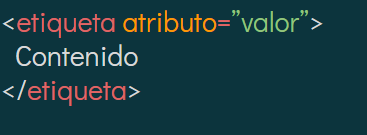 <etiqueta atributo=”valor”>
Contenido
</etiqueta>